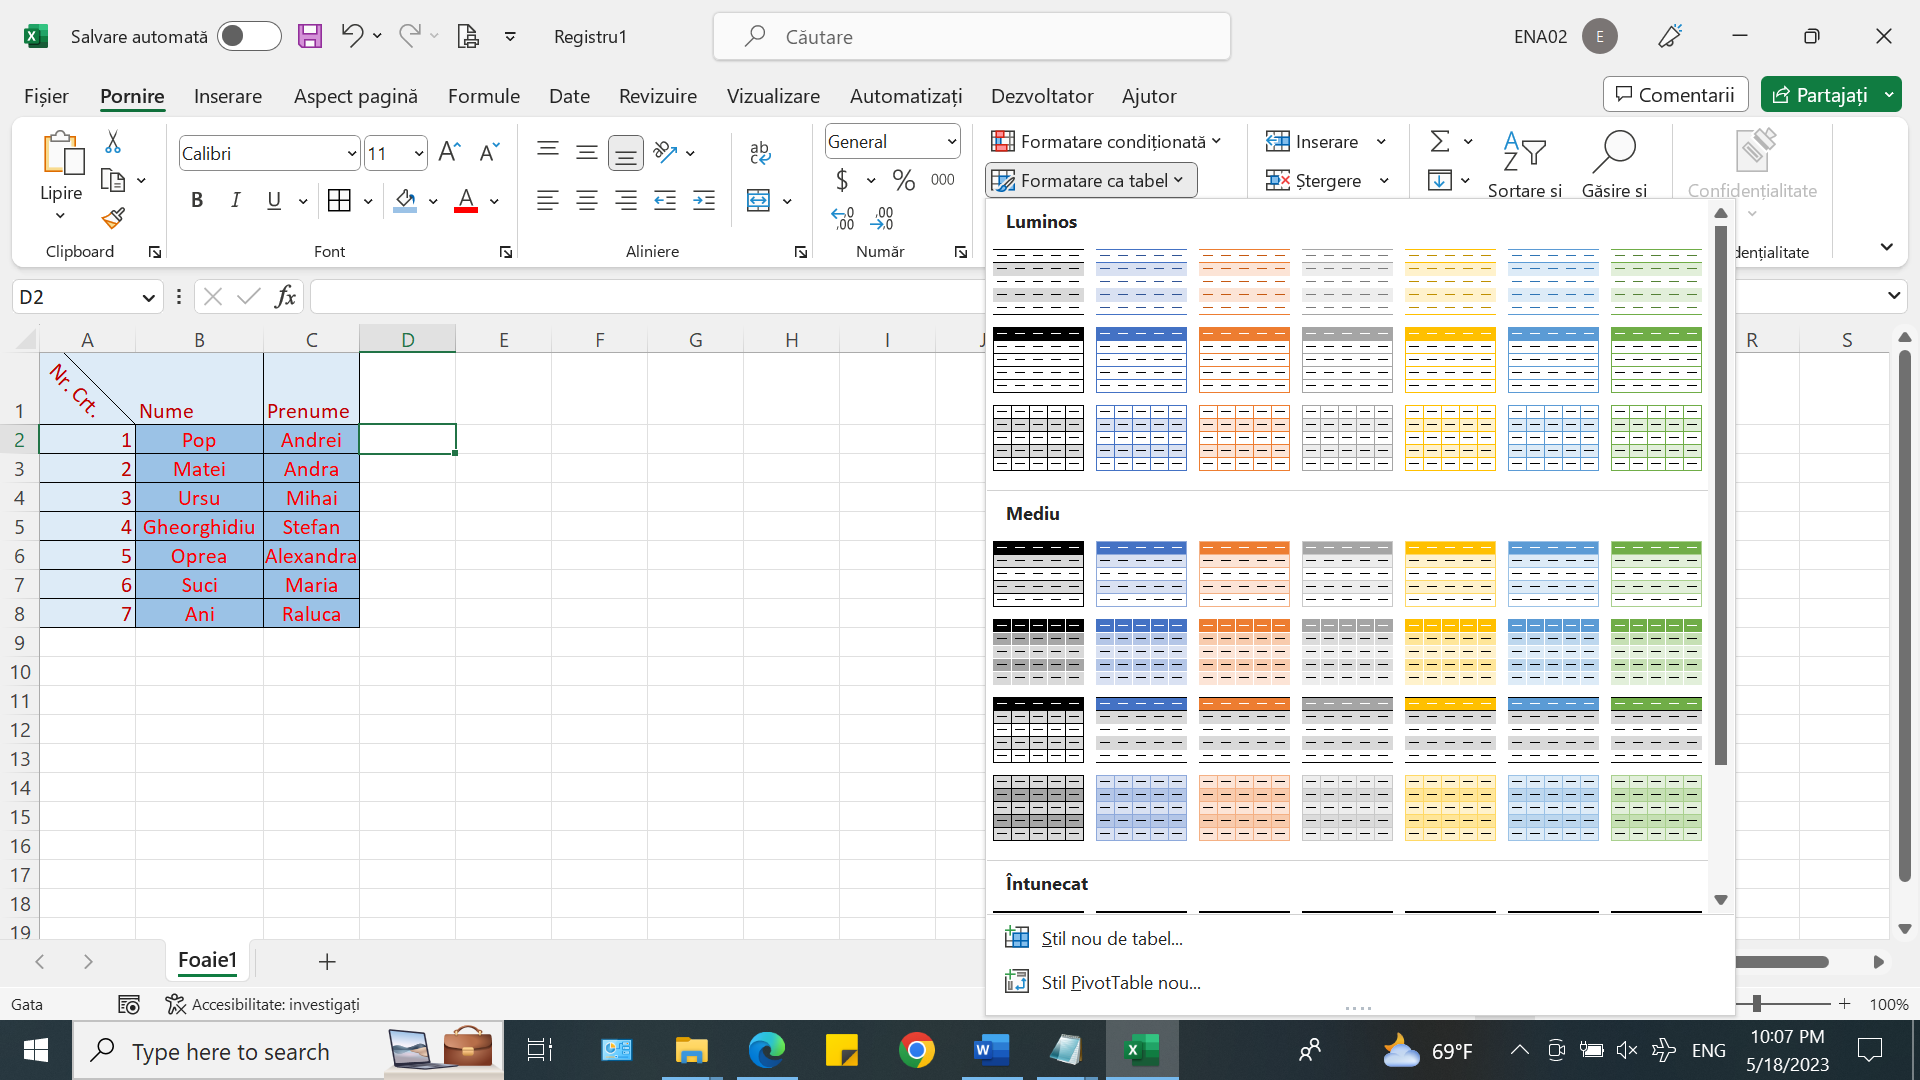 Salvare automată
Registru1
Căutare
ENA02
E
Fișier
Pornire
Inserare
Aspect pagină
Formule
Date
Revizuire
Vizualizare
Automatizați
Dezvoltator
Ajutor
Comentarii
Partajați
Lipire
Calibri
11
ab
General
Formatare condiționată
Inserare
Formatare ca tabel
Ștergere
Sortare și
Găsire și
Confidențialitate
$
%
000
Clipboard
Font
Aliniere
Număr
dențialitate
Luminos
D2
fx
A B C D E F G H I R S
1 Nr. Crt. Nume Prenume
2 1 Pop Andrei
3 2 Matei Andra
4 3 Ursu Mihai
5 4 Gheorghidiu Stefan
6 5 Oprea Alexandra
7 6 Suci Maria
8 7 Ani Raluca
9
10
11
12
13
14
15
16
17
18
19
Mediu
Întunecat
Stil nou de tabel...
Stil PivotTable nou...
Foaie1
Gata
Accesibilitate: investigați
100%
Type here to search
69°F
ENG
10:07 PM
5/18/2023